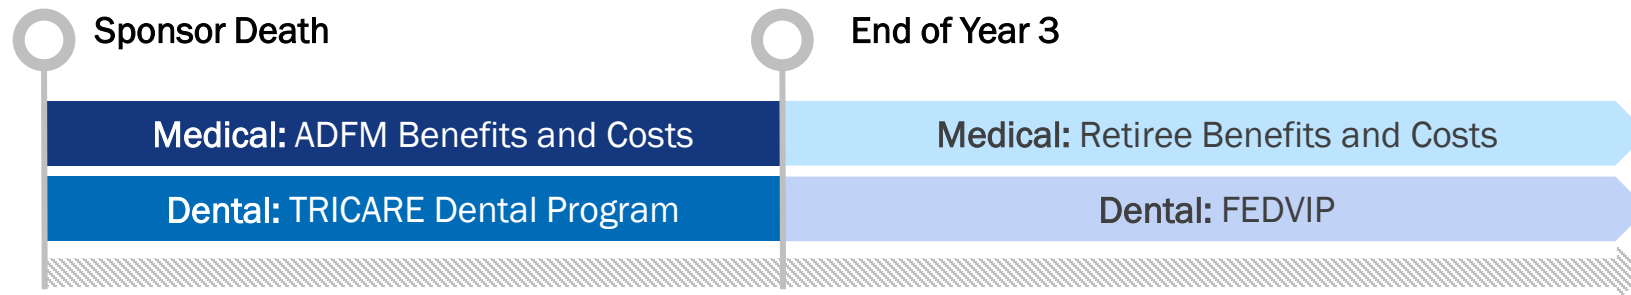 Sponsor Death
End of Year 3
Medical: ADFM Benefits and Costs
Medical: Retiree Benefits and Costs
Dental: TRICARE Dental Program
Dental: FEDVIP